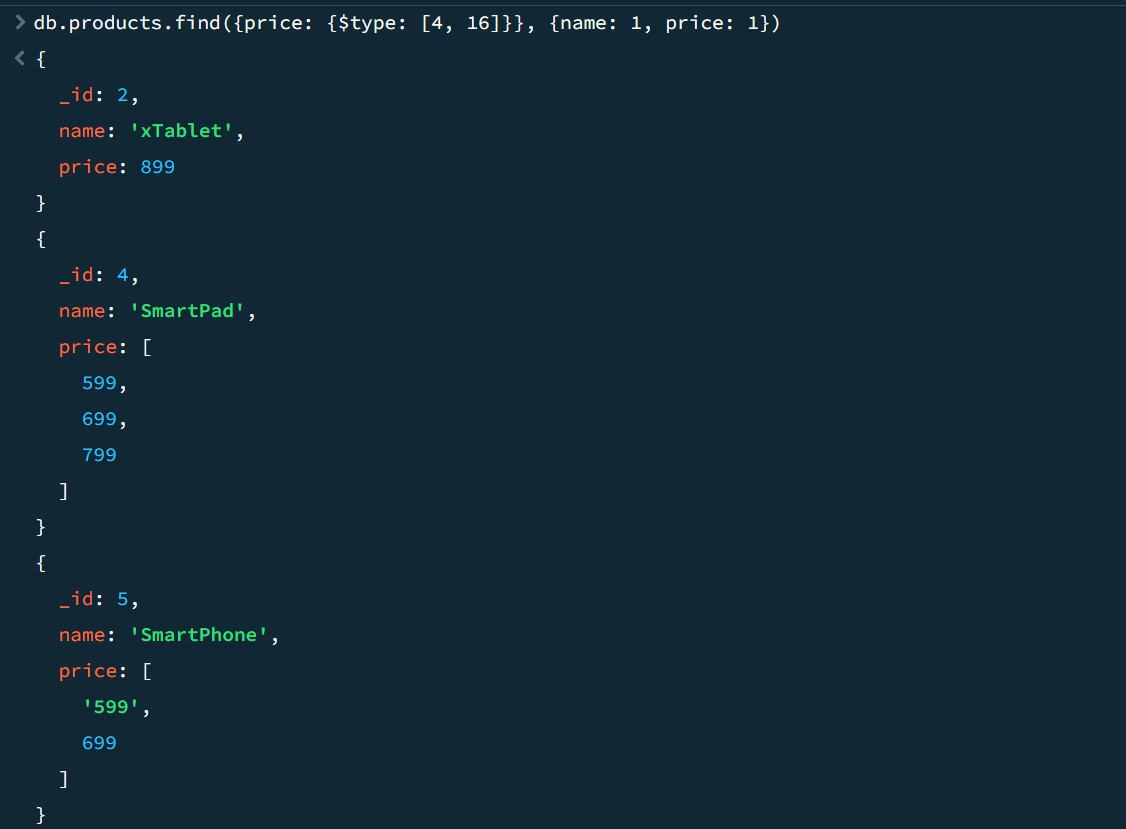 > db.products.find({price: {$type: [4, 16]}}, {name: 1, price: 1})
< {
_id: 2,
name: 'xTablet',
price: 899
}
{
_id: 4,
name: 'SmartPad',
price: [
599,
699,
799
]
}
{
_id: 5,
name: 'SmartPhone',
price: [
'599',
699
]
}